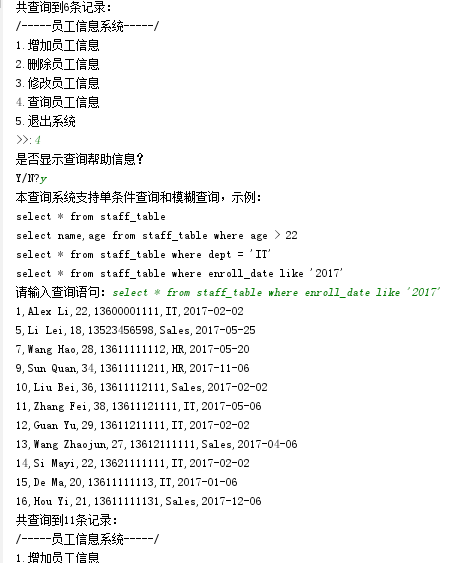 共查询到6条记录：
/-----员工信息系统-----/
1.增加员工信息
2.删除员工信息
3.修改员工信息
4.查询员工信息
5.退出系统
>>:4
是否显示查询帮助信息？
Y/N?y
本查询系统支持单条件查询和模糊查询，示例：
select * from staff_table
select name,age from staff_table where age > 22
select * from staff_table where dept = 'IT'
select * from staff_table where enroll_date like '2017'
请输入查询语句：select * from staff_table where enroll_date like '2017'
1,Alex Li,22,13600001111,IT,2017-02-02
5,Li Lei,18,13523456598,Sales,2017-05-25
7,Wang Hao,28,13611111112,HR,2017-05-20
9,Sun Quan,34,13611111211,HR,2017-11-06
10,Liu Bei,36,13611112111,Sales,2017-02-02
11,Zhang Fei,38,13611121111,IT,2017-05-06
12,Guan Yu,29,13611211111,IT,2017-02-02
13,Wang Zhaojun,27,13612111111,Sales,2017-04-06
14,Si Mayi,22,13621111111,IT,2017-02-02
15,De Ma,20,13611111113,IT,2017-01-06
16,Hou Yi,21,13611111131,Sales,2017-12-06
共查询到11条记录：
/-----员工信息系统-----/
1.增加员工信息